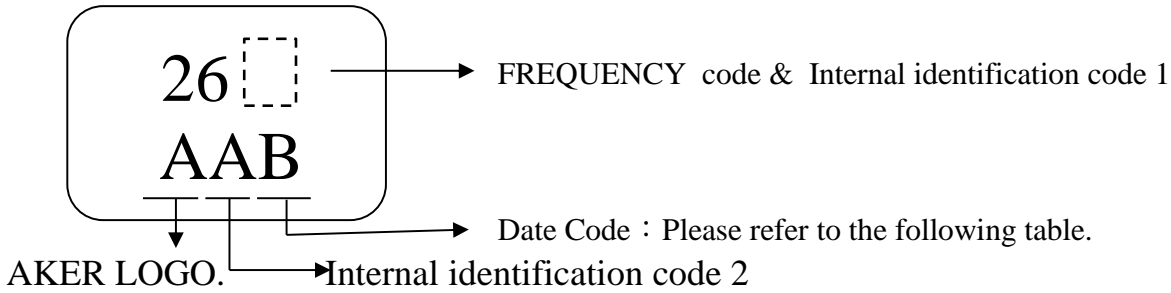 26 FREQUENCY code & Internal identification code 1
AAB
Date Code：Please refer to the following table.
AKER LOGO. Internal identification code 2